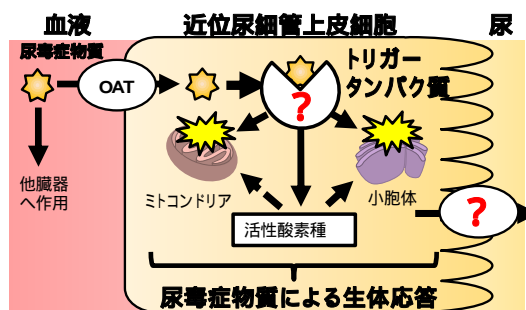 血液
近位尿細管上皮細胞
尿
尿毒症物質
OAT
トリガー
タンパク質
?
他臓器
へ作用
ミトコンドリア
小胞体
?
活性酸素種
尿毒症物質による生体応答